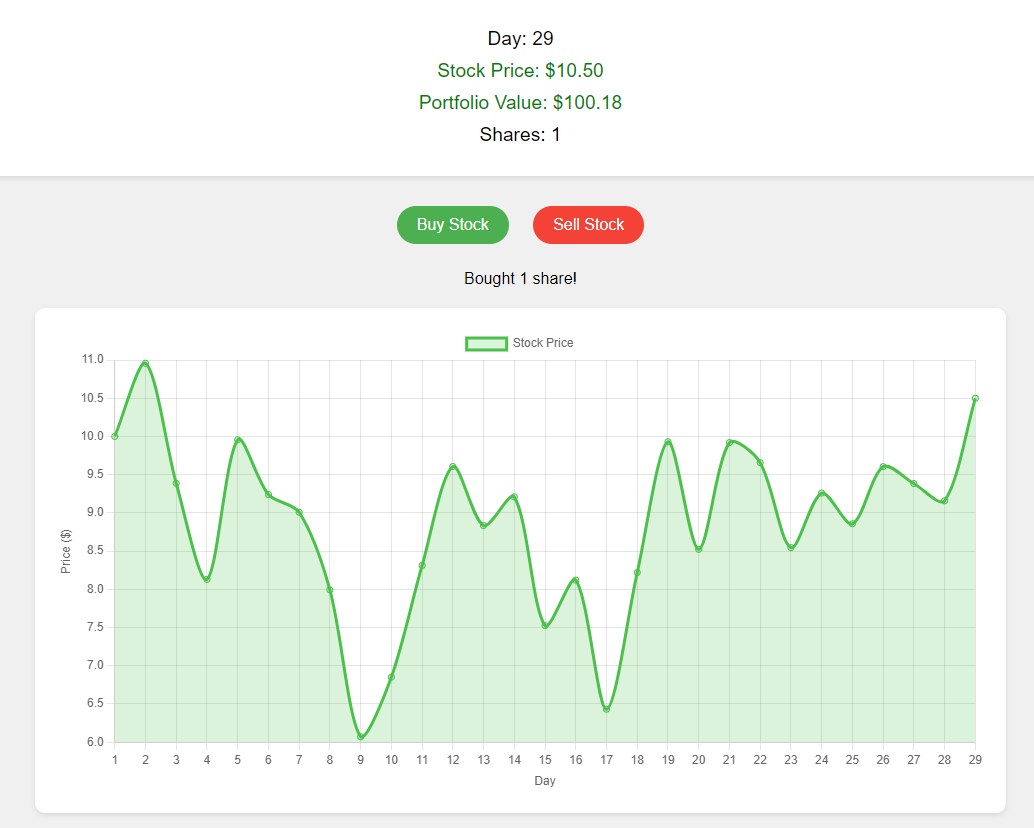 Day: 29
Stock Price: $10.50
Portfolio Value: $100.18
Shares: 1
Buy Stock Sell Stock
Bought 1 share!
Stock Price
11.0
10.5
10.0
9.5
9.0
8.5
8.0
7.5
7.0
6.5
6.0
Price ($)
1 2 3 4 5 6 7 8 9 10 11 12 13 14 15 16 17 18 19 20 21 22 23 24 25 26 27 28 29
Day